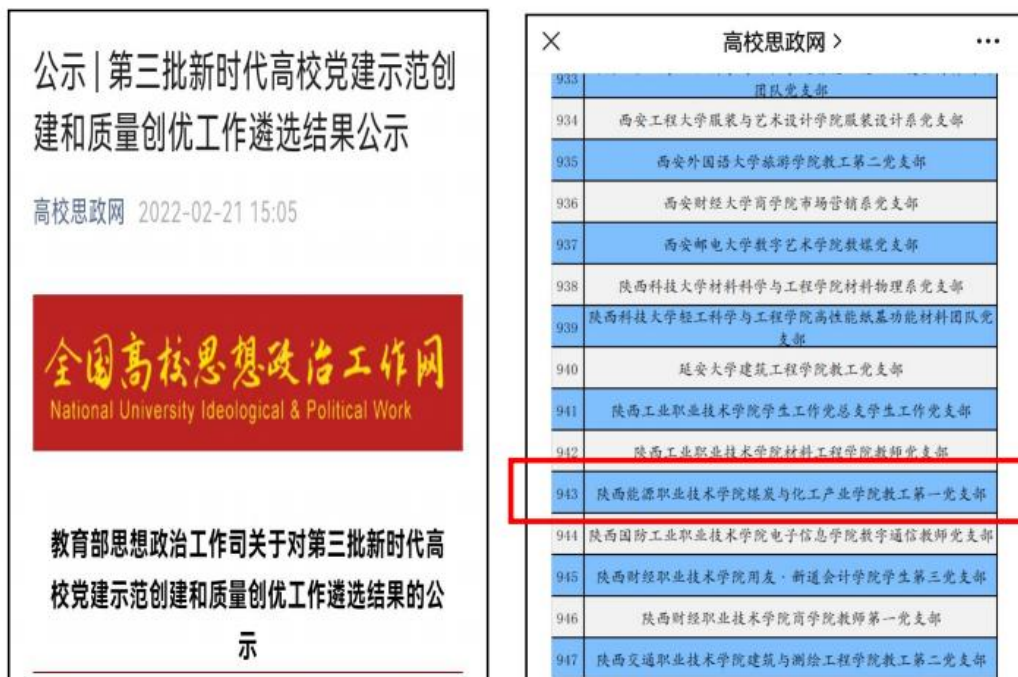 公示 | 第三批新时代高校党建示范创
建和质量创优工作遴选结果公示
高校思政网 2022-02-21 15:05
全国高校思想政治工作网
National University Ideological & Political Work
教育部思想政治工作司关于对第三批新时代高
校党建示范创建和质量创优工作遴选结果的公
示
高校思政网
933
团队党支部
934 西安工程大学服装与艺术设计学院服装设计系党支部
935 西安外国语大学旅游学院教工第二党支部
936 西安财经大学商学院市场营销系党支部
937 西安邮电大学数字艺术学院数媒党支部
938 陕西科技大学材料科学与工程学院材料物理系党支部
939 陕西科技大学轻工科学与工程学院高性能纸基功能材料团队党
支部
940 延安大学建筑工程学院教工党支部
941 陕西工业职业技术学院学生工作党总支学生工作党支部
942 陕西工业职业技术学院材料工程学院教师党支部
943 陕西能源职业技术学院煤炭与化工产业学院教工第一党支部
944 陕西国防工业职业技术学院电子信息学院数字通信教师党支部
945 陕西财经职业技术学院用友·新道会计学院学生第三党支部
946 陕西财经职业技术学院商学院教师第一党支部
947 陕西交通职业技术学院建筑与测绘工程学院教工第二党支部